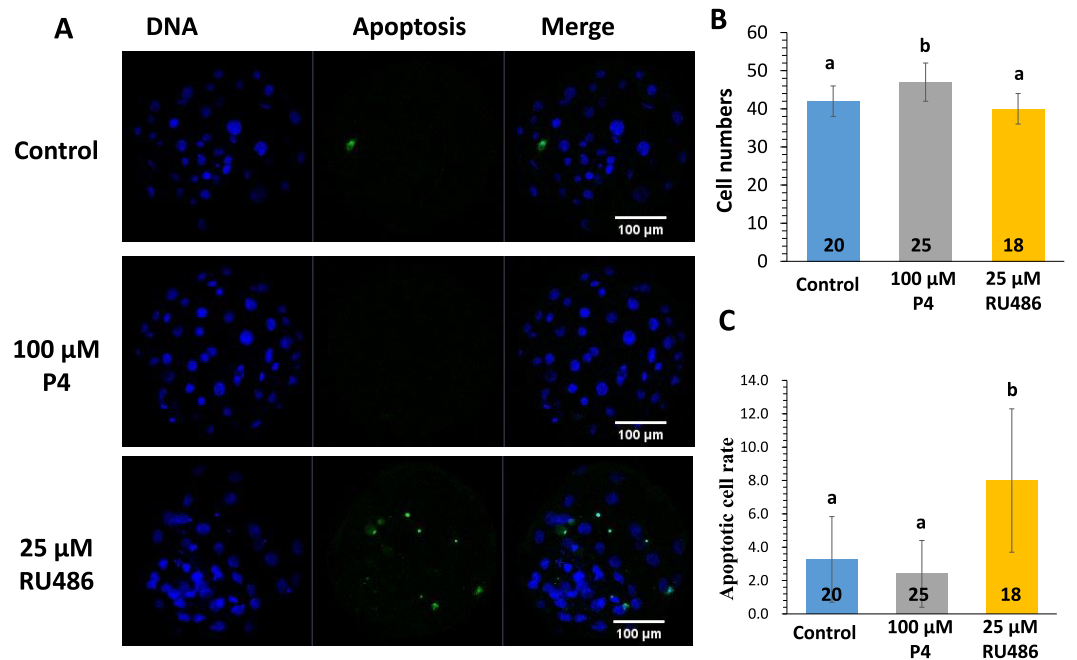 A
DNA
Apoptosis
Merge
Control
100 μm
100 μM
P4
100 μm
25 μM
RU486
100 μm
B
Cell numbers
60
50
40
30
20
10
0
a
b
a
20
25
18
Control
100 μM
P4
25 μM
RU486
C
Apoptotic cell rate
14.0
12.0
10.0
8.0
6.0
4.0
2.0
0.0
a
a
b
20
25
18
Control
100 μM
P4
25 μM
RU486